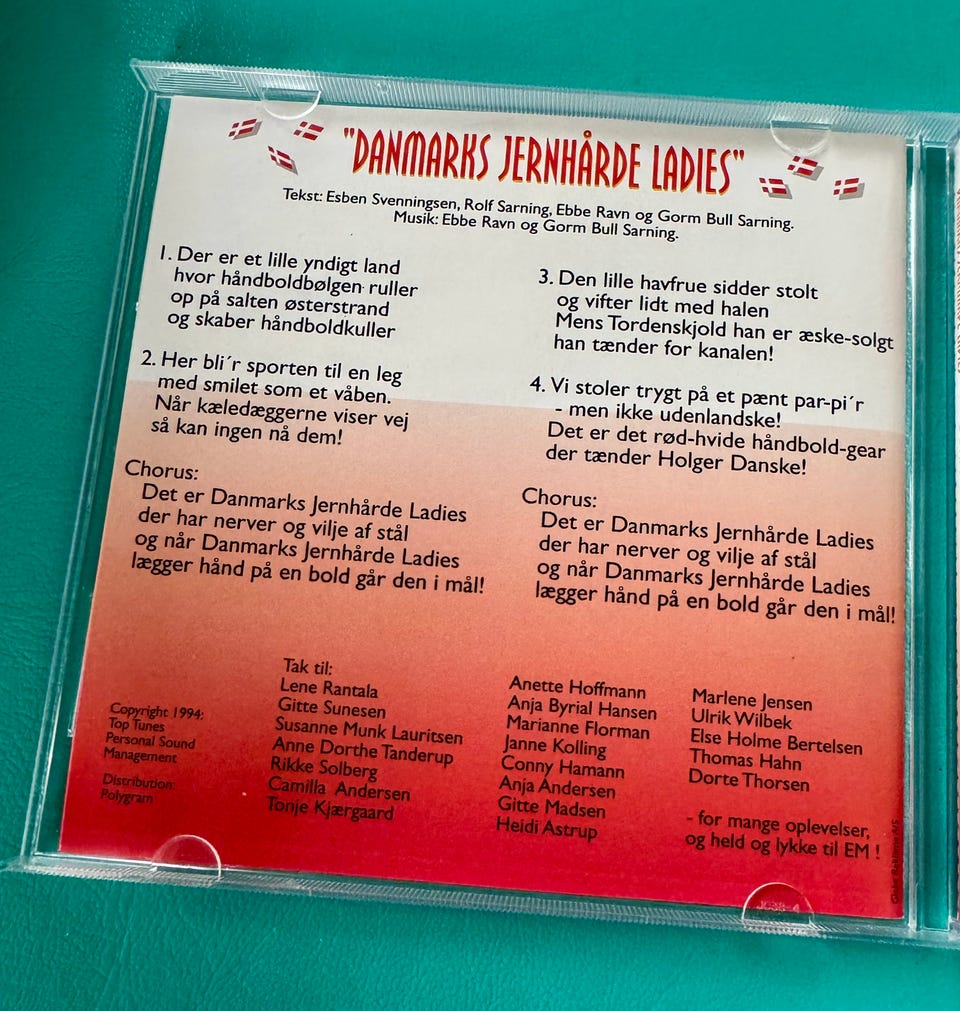 "DANMARKS JERNHÅRDE LADIES"
Tekst: Esben Svenningsen, Rolf Sarning, Ebbe Ravn og Gorm Bull Sarning.
Musik: Ebbe Ravn og Gorm Bull Sarning.
1. Der er et lille yndigt land
hvor håndboldbølgen ruller
op på salten østerstrand
og skaber håndboldkuller
2. Her bli´r sporten til en leg
med smilet som et våben.
Når kæledæggerne viser vej
så kan ingen nå dem!
Chorus:
Det er Danmarks Jernhårde Ladies
der har nerver og vilje af stål
og når Danmarks Jernhårde Ladies
lægger hånd på en bold går den i mål!
3. Den lille havfrue sidder stolt
og vifter lidt med halen
Mens Tordenskjold han er æske-solgt
han tænder for kanalen!
4. Vi stoler trygt på et pænt par-pi´r
- men ikke udenlandske!
Det er det rød-hvide håndbold-gear
der tænder Holger Danske!
Chorus:
Det er Danmarks Jernhårde Ladies
der har nerver og vilje af stål
og når Danmarks Jernhårde Ladies
lægger hånd på en bold går den i mål!
Copyright 1994:
Top Tunes
Personal Sound
Management
Distribution:
Polygram
Tak til:
Lene Rantala
Gitte Sunesen
Susanne Munk Lauritsen
Anne Dorthe Tanderup
Rikke Solberg
Camilla Andersen
Tonje Kjærgaard
Anette Hoffmann
Anja Byrial Hansen
Marianne Florman
Janne Kolling
Conny Hamann
Anja Andersen
Gitte Madsen
Heidi Astrup
Marlene Jensen
Ulrik Wilbek
Else Holme Bertelsen
Thomas Hahn
Dorte Thorsen
- for mange oplevelser,
og held og lykke til EM !